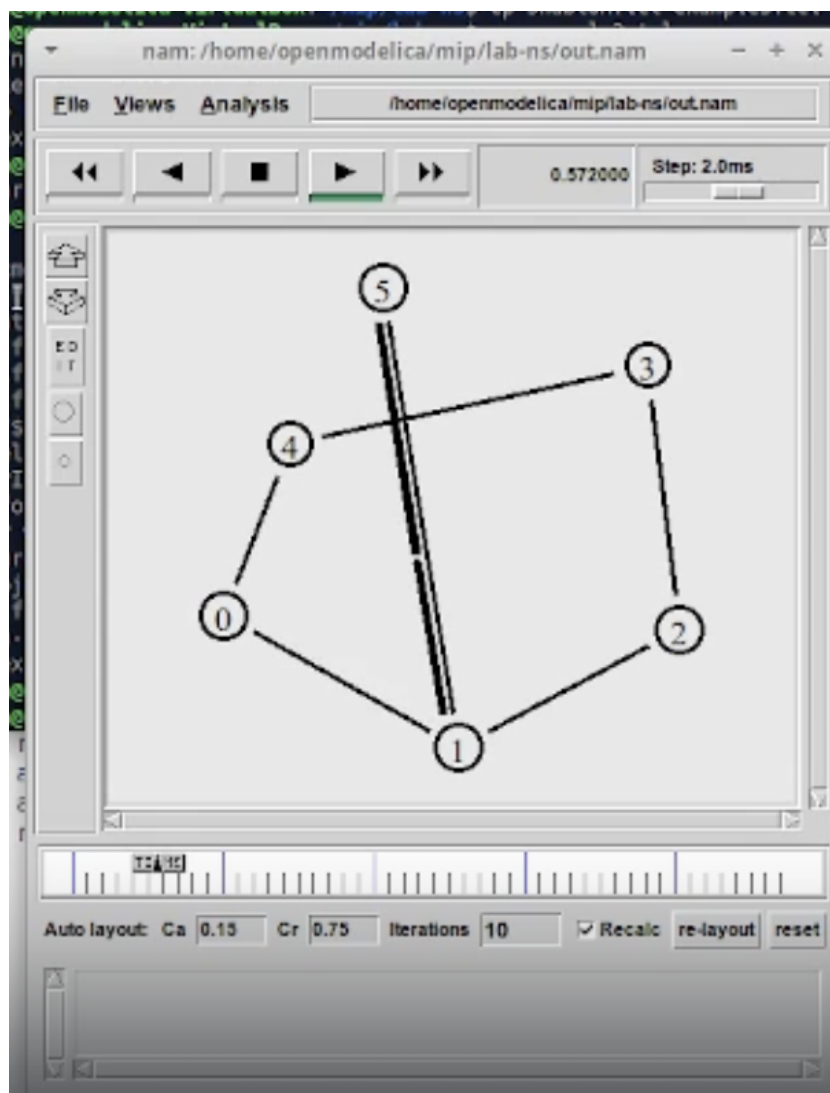 nam: /home/openmodelica/mip/lab-ns/out.nam
File Views Analysis /home/openmodelica/mip/lab-ns/out.nam
0.572000 Step: 2.0ms
5
3
4
0
2
1
TIME
Auto layout: Ca 0.15 Cr 0.75 Iterations 10 Recalc re-layout reset